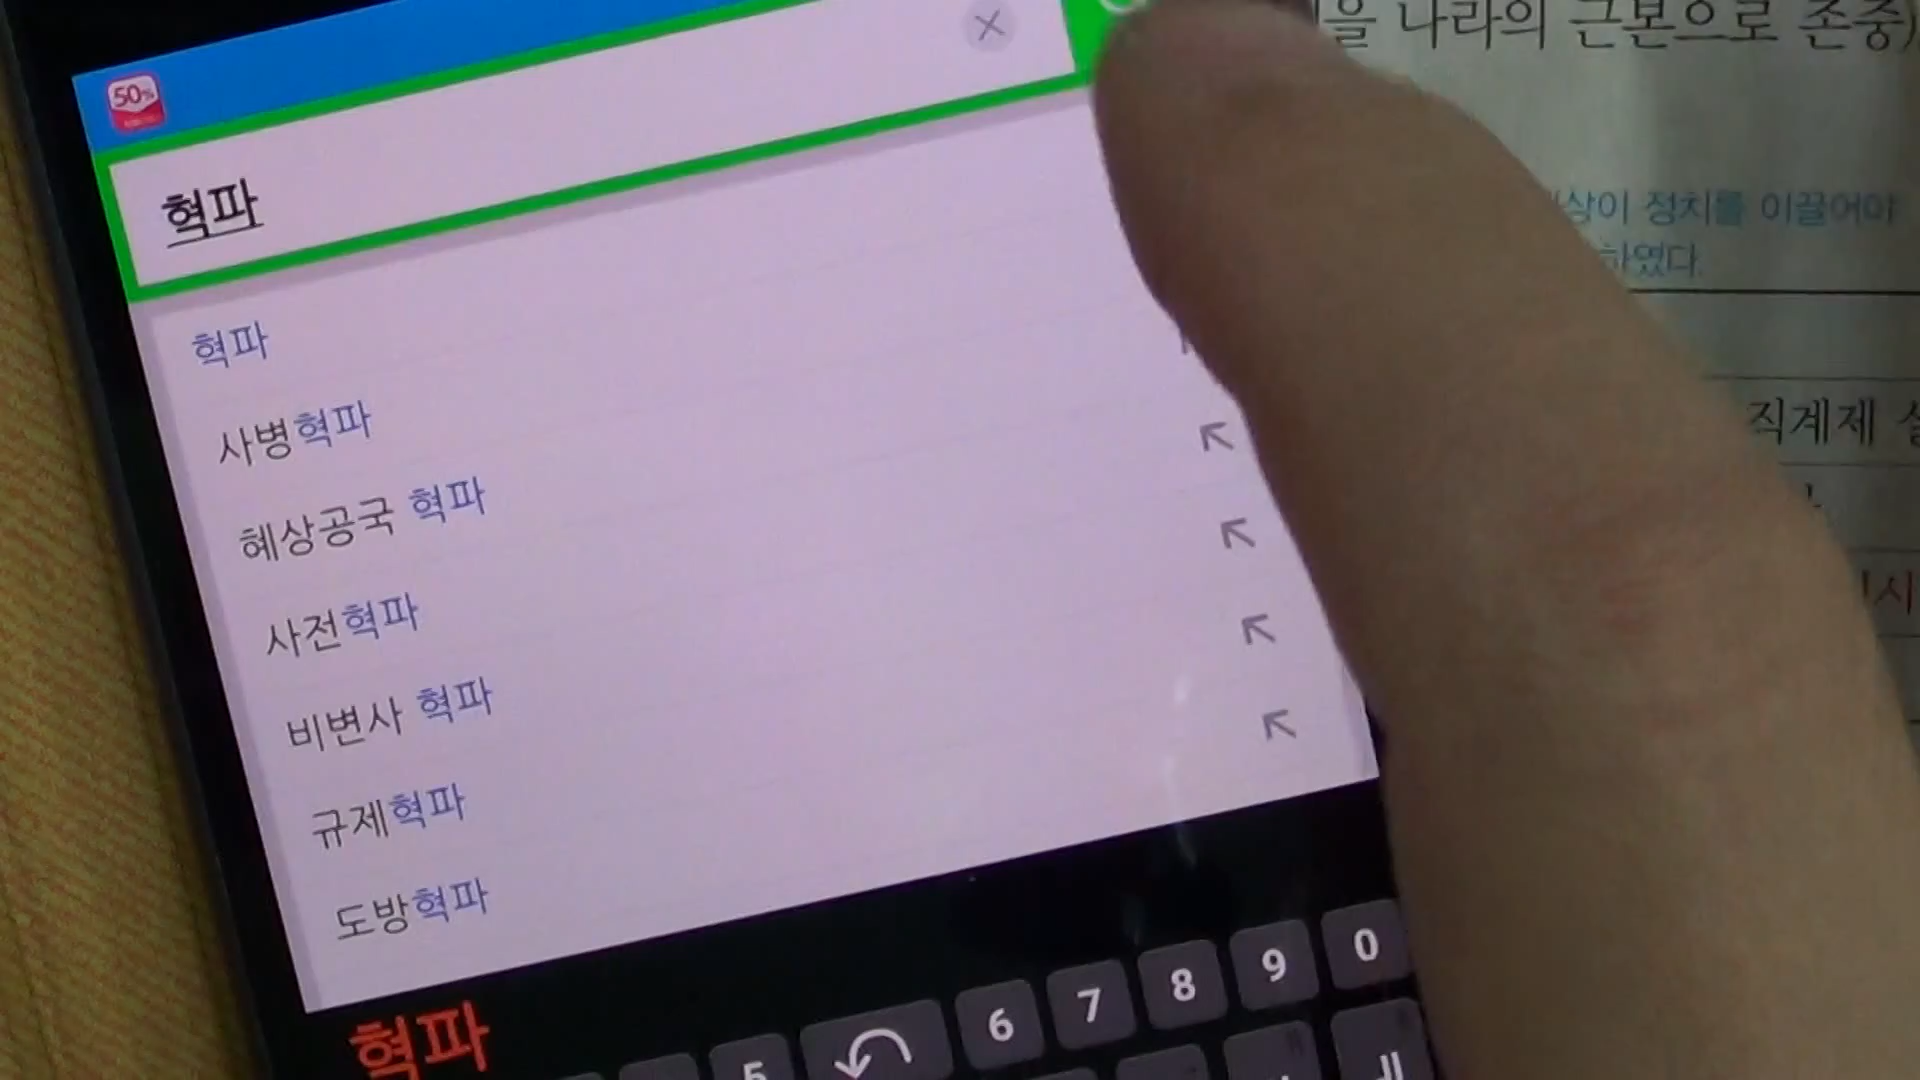 50%
혁파
혁파
사병혁파
혜상공국 혁파
사전혁파
비변사 혁파
규제혁파
도방혁파
혁파
5 6 7 8 9 0
ㅔ
을 나라의 근본으로 존중)
상이 정치를 이끌어야
하였다.
직계제